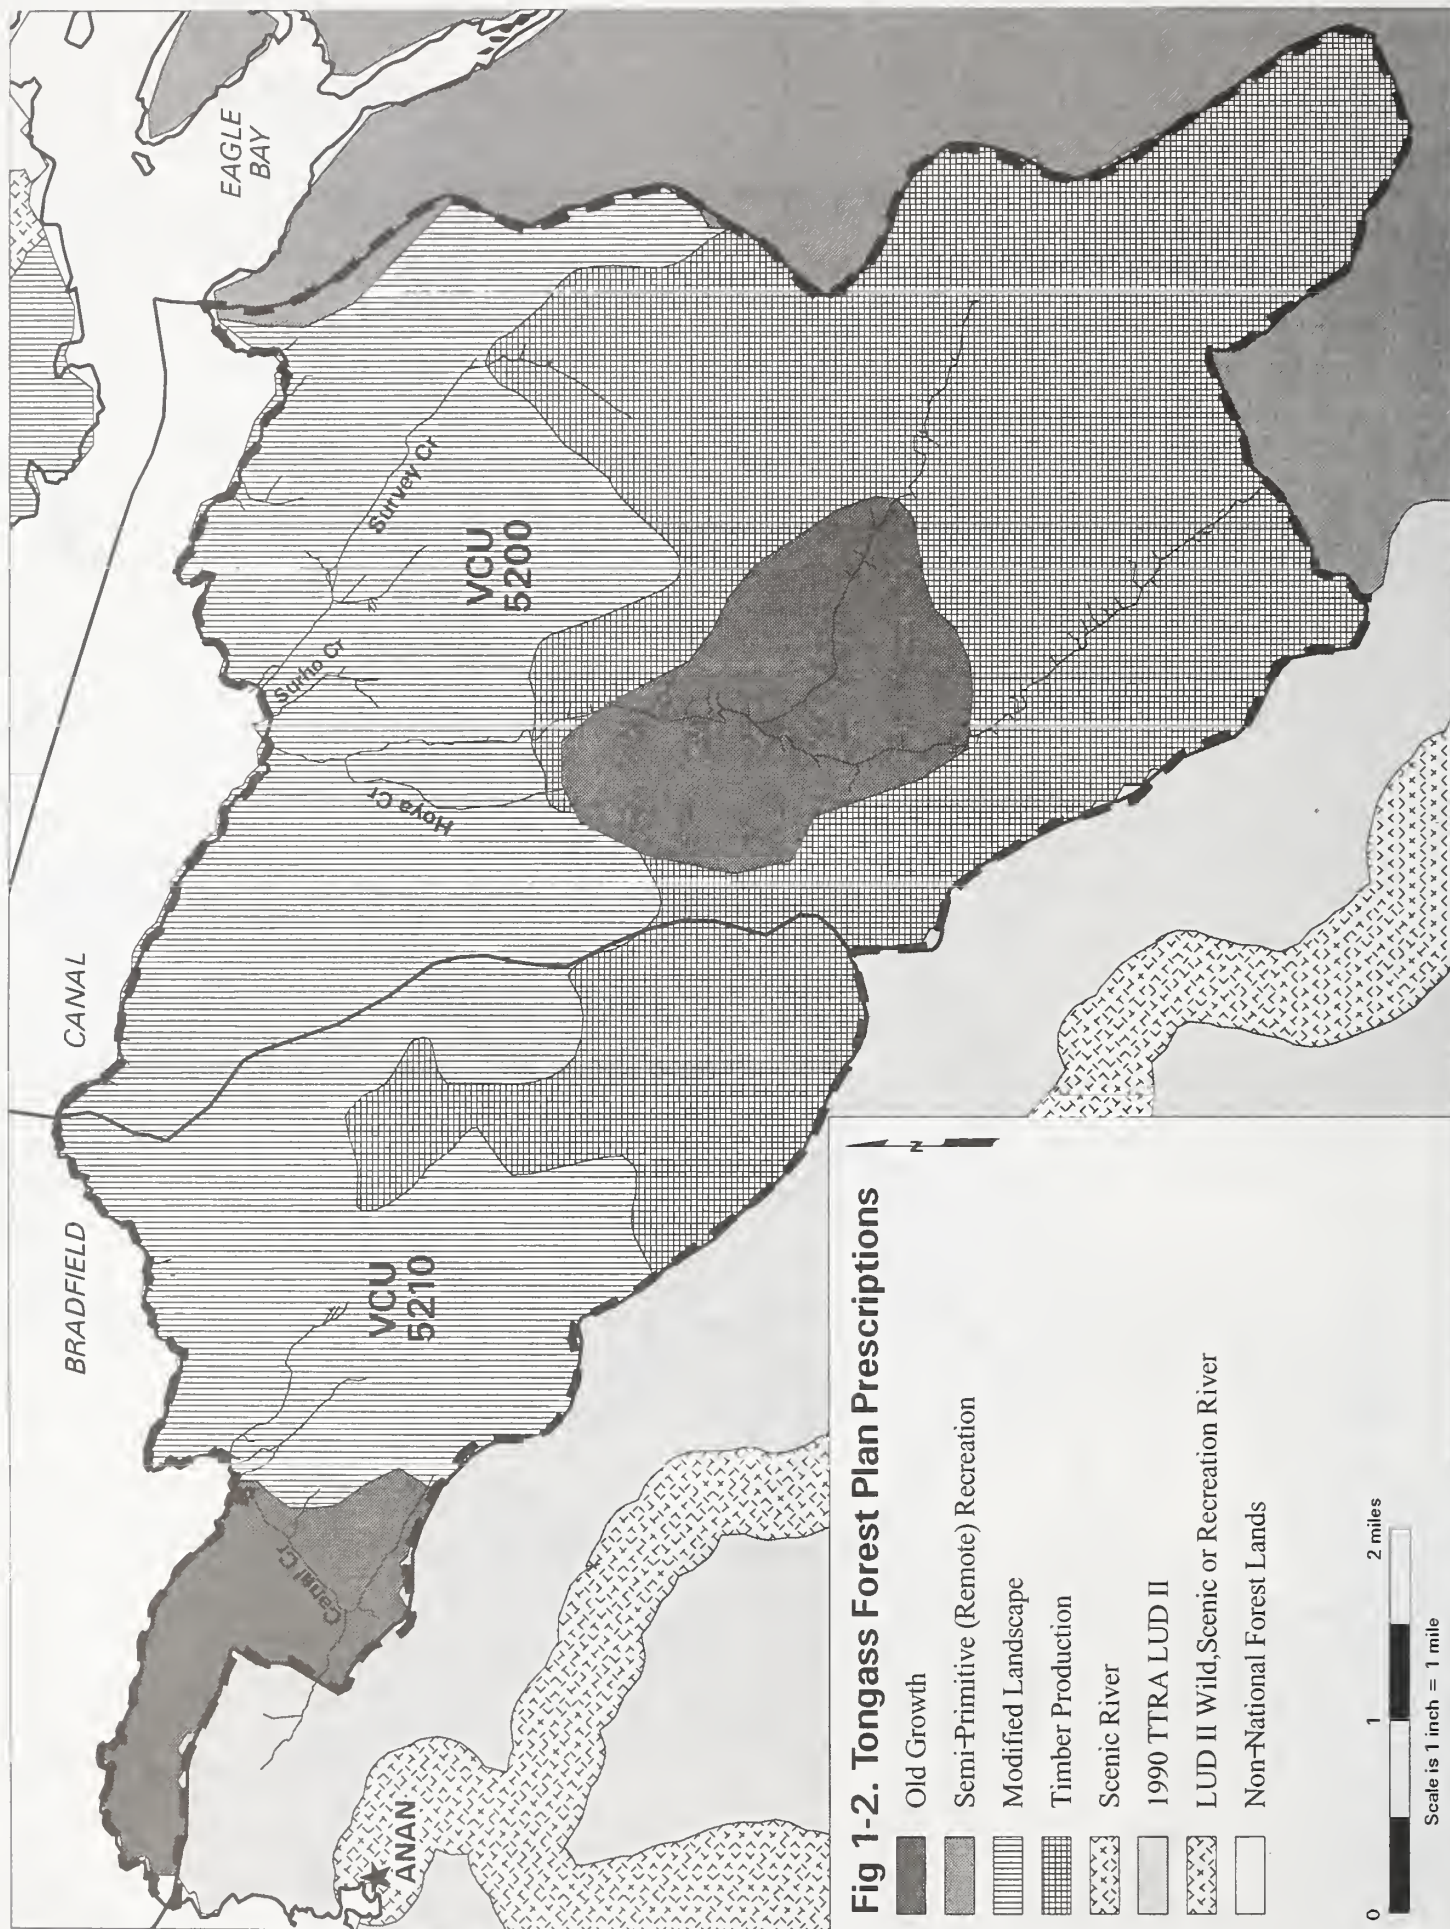 BRADFIELD
CANAL
EAGLE
BAY
Canal Cr
VCU
5210
Hoya Cr
Surho Cr
Survey Cr
VCU
5200
ANAN
Fig 1-2. Tongass Forest Plan Prescriptions
N
Old Growth
Semi-Primitive (Remote) Recreation
Modified Landscape
Timber Production
Scenic River
1990 TTRA LUD II
LUD II Wild,Scenic or Recreation River
Non-National Forest Lands
0 1 2 miles
Scale is 1 inch = 1 mile